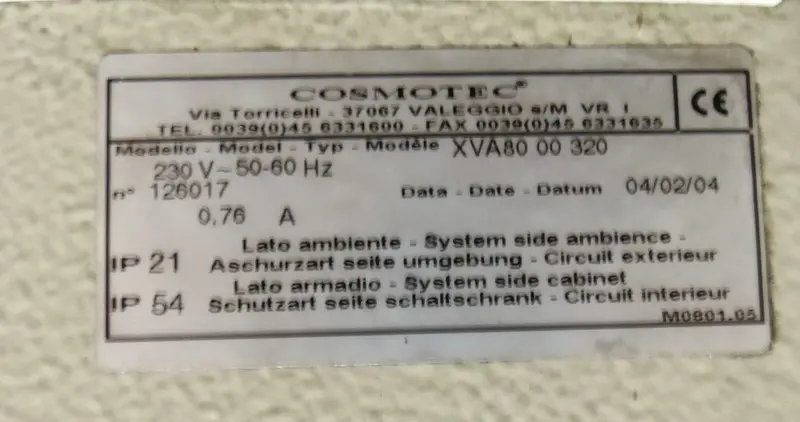 COSMOTEC®
CE
Via Torricelli - 37067 VALEGGIO s/M VR I
TEL. 0039(0)45 6331600 - FAX 0039(0)45 6331635
Modello - Model - Typ - Modèle XVA80 00 320
230 V~50-60 Hz
n° 126017 Data - Date - Datum 04/02/04
0,76 A
Lato ambiente - System side ambience -
IP 21 Aschurzart seite umgebung - Circuit exterieur
Lato armadio - System side cabinet
IP 54 Schutzart seite schaltschrank - Circuit interieur
M0801.05